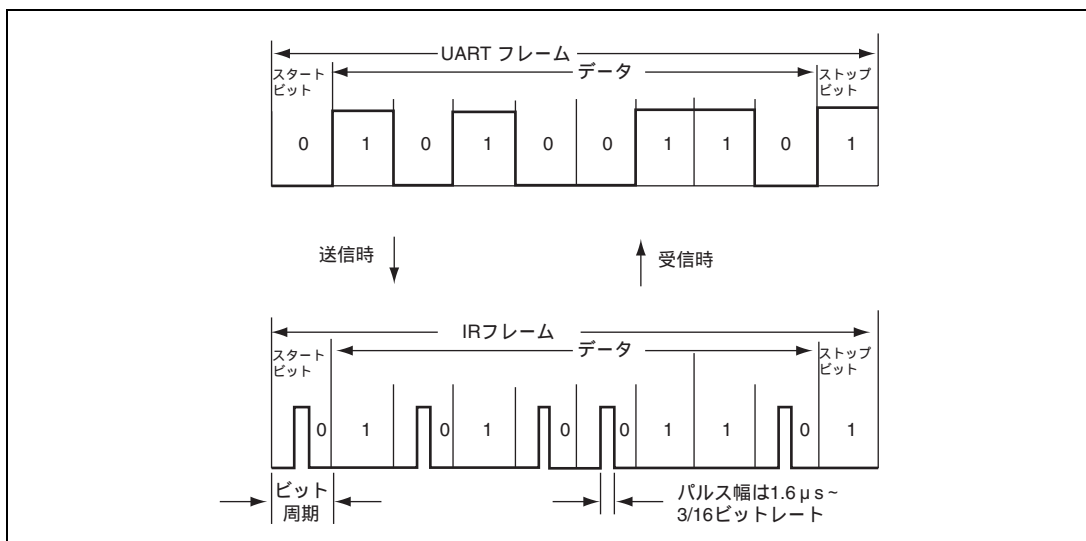 UART フレーム
スタート
ビット
データ
ストップ
ビット
0 1 0 1 0 0 1 1 0 1
送信時
受信時
IRフレーム
スタート
ビット
データ
ストップ
ビット
0 1 0 1 0 0 1 1 0 1
ビット
周期
パルス幅は1.6μs~
3/16ビットレート